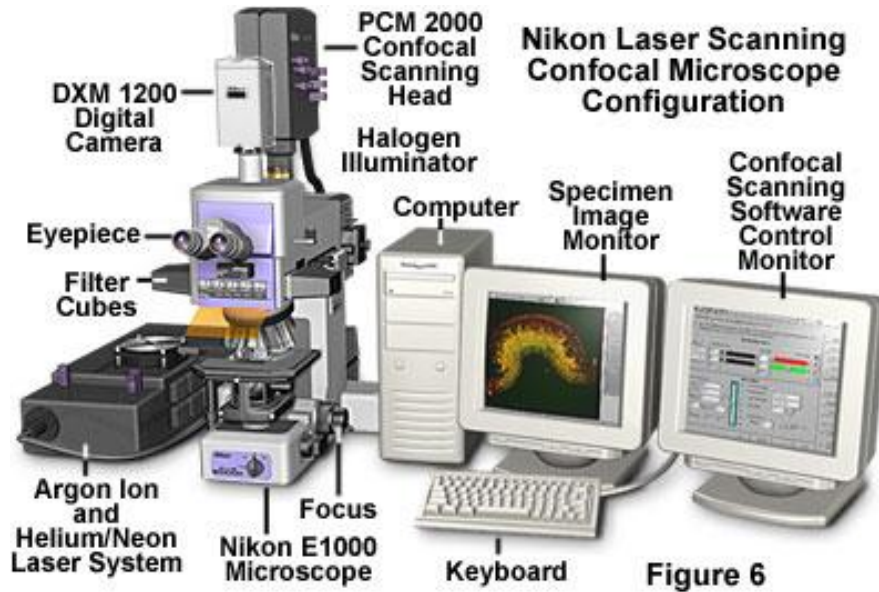 PCM 2000
Confocal
Scanning
Head
Nikon Laser Scanning
Confocal Microscope
Configuration
DXM 1200
Digital
Camera
Halogen
Illuminator
Computer
Specimen
Image
Monitor
Confocal
Scanning
Software
Control
Monitor
Eyepiece
Filter
Cubes
Argon Ion
and
Helium/Neon
Laser System
Focus
Nikon E1000
Microscope
Keyboard
Figure 6